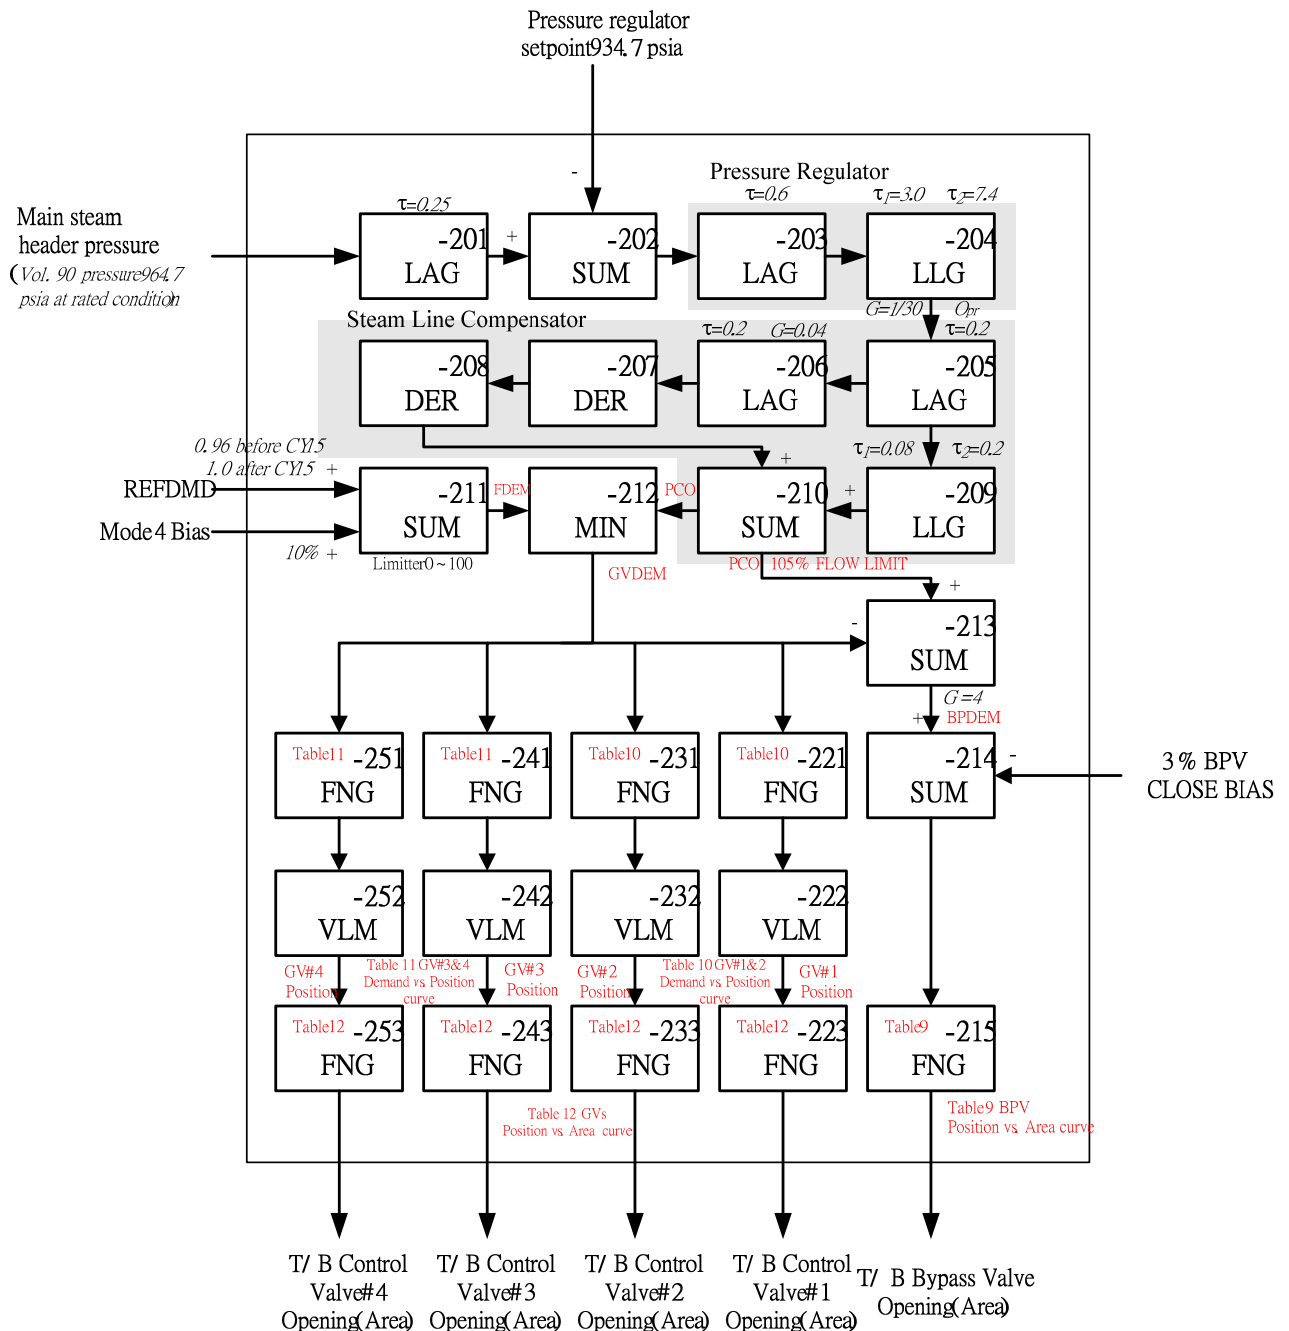 Pressure regulator
setpoint934.7 psia
-
Pressure Regulator
τ=0.25
τ=0.6
τ1=3.0
τ2=7.4
Main steam
header pressure
(Vol. 90 pressure964.7
psia at rated condition)
-201
LAG
+
-202
SUM
-203
LAG
-204
LLG
G=1/30
Opr
Steam Line Compensator
τ=0.2
G=0.04
τ=0.2
-208
DER
-207
DER
-206
LAG
-205
LAG
0.96 before CY15
1.0 after CY15
+
τ1=0.08
τ2=0.2
+
REFDMD
Mode4 Bias
10% +
-211
SUM
FDEM
-212
MIN
PCO
-210
SUM
+
-209
LLG
Limitter0~100
GVDEM
PCO 105% FLOW LIMIT
+
-
-213
SUM
G=4
+
BPDEM
Table11
-251
FNG
Table11
-241
FNG
Table10
-231
FNG
Table10
-221
FNG
-214
SUM
-
3% BPV
CLOSE BIAS
-252
VLM
-242
VLM
-232
VLM
-222
VLM
GV#4
Position
Table 11 GV#3&4
Demand vs. Position
curve
GV#3
Position
GV#2
Position
Table 10 GV#1&2
Demand vs. Position
curve
GV#1
Position
Table12
-253
FNG
Table12
-243
FNG
Table12
-233
FNG
Table12
-223
FNG
Table9
-215
FNG
Table 12 GVs
Position vs. Area curve
Table9 BPV
Position vs. Area curve
T/ B Control
Valve#4
Opening(Area)
T/ B Control
Valve#3
Opening(Area)
T/ B Control
Valve#2
Opening(Area)
T/ B Control
Valve#1
Opening(Area)
T/ B Bypass Valve
Opening(Area)